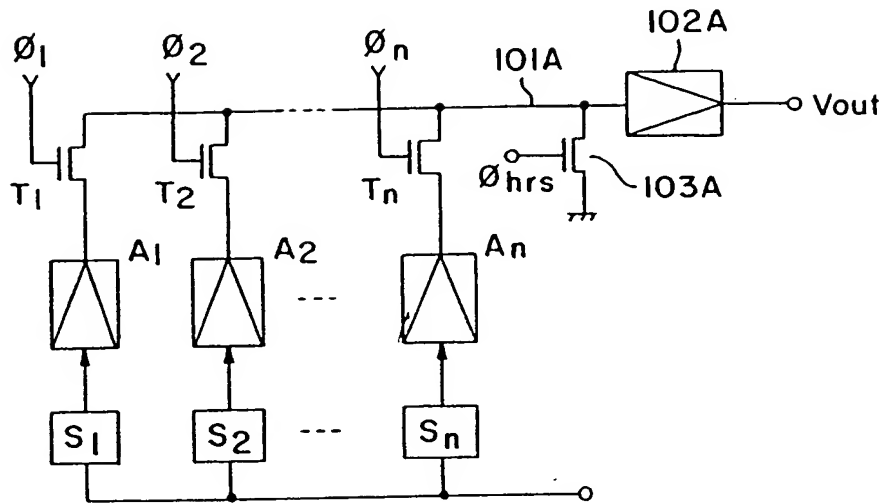 102A
Ø1 Ø2 Øn 101A
Vout
T1 T2 Tn Øhrs 103A
A1 A2 An
S1 S2 Sn